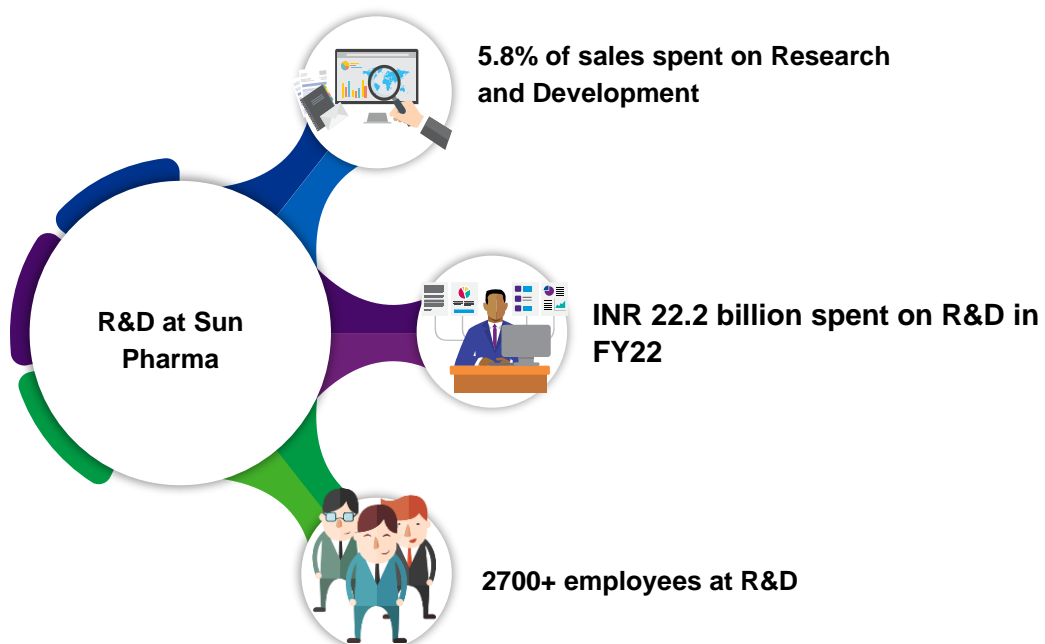 5.8% of sales spent on Research
and Development
R&D at Sun
Pharma
INR 22.2 billion spent on R&D in
FY22
2700+ employees at R&D